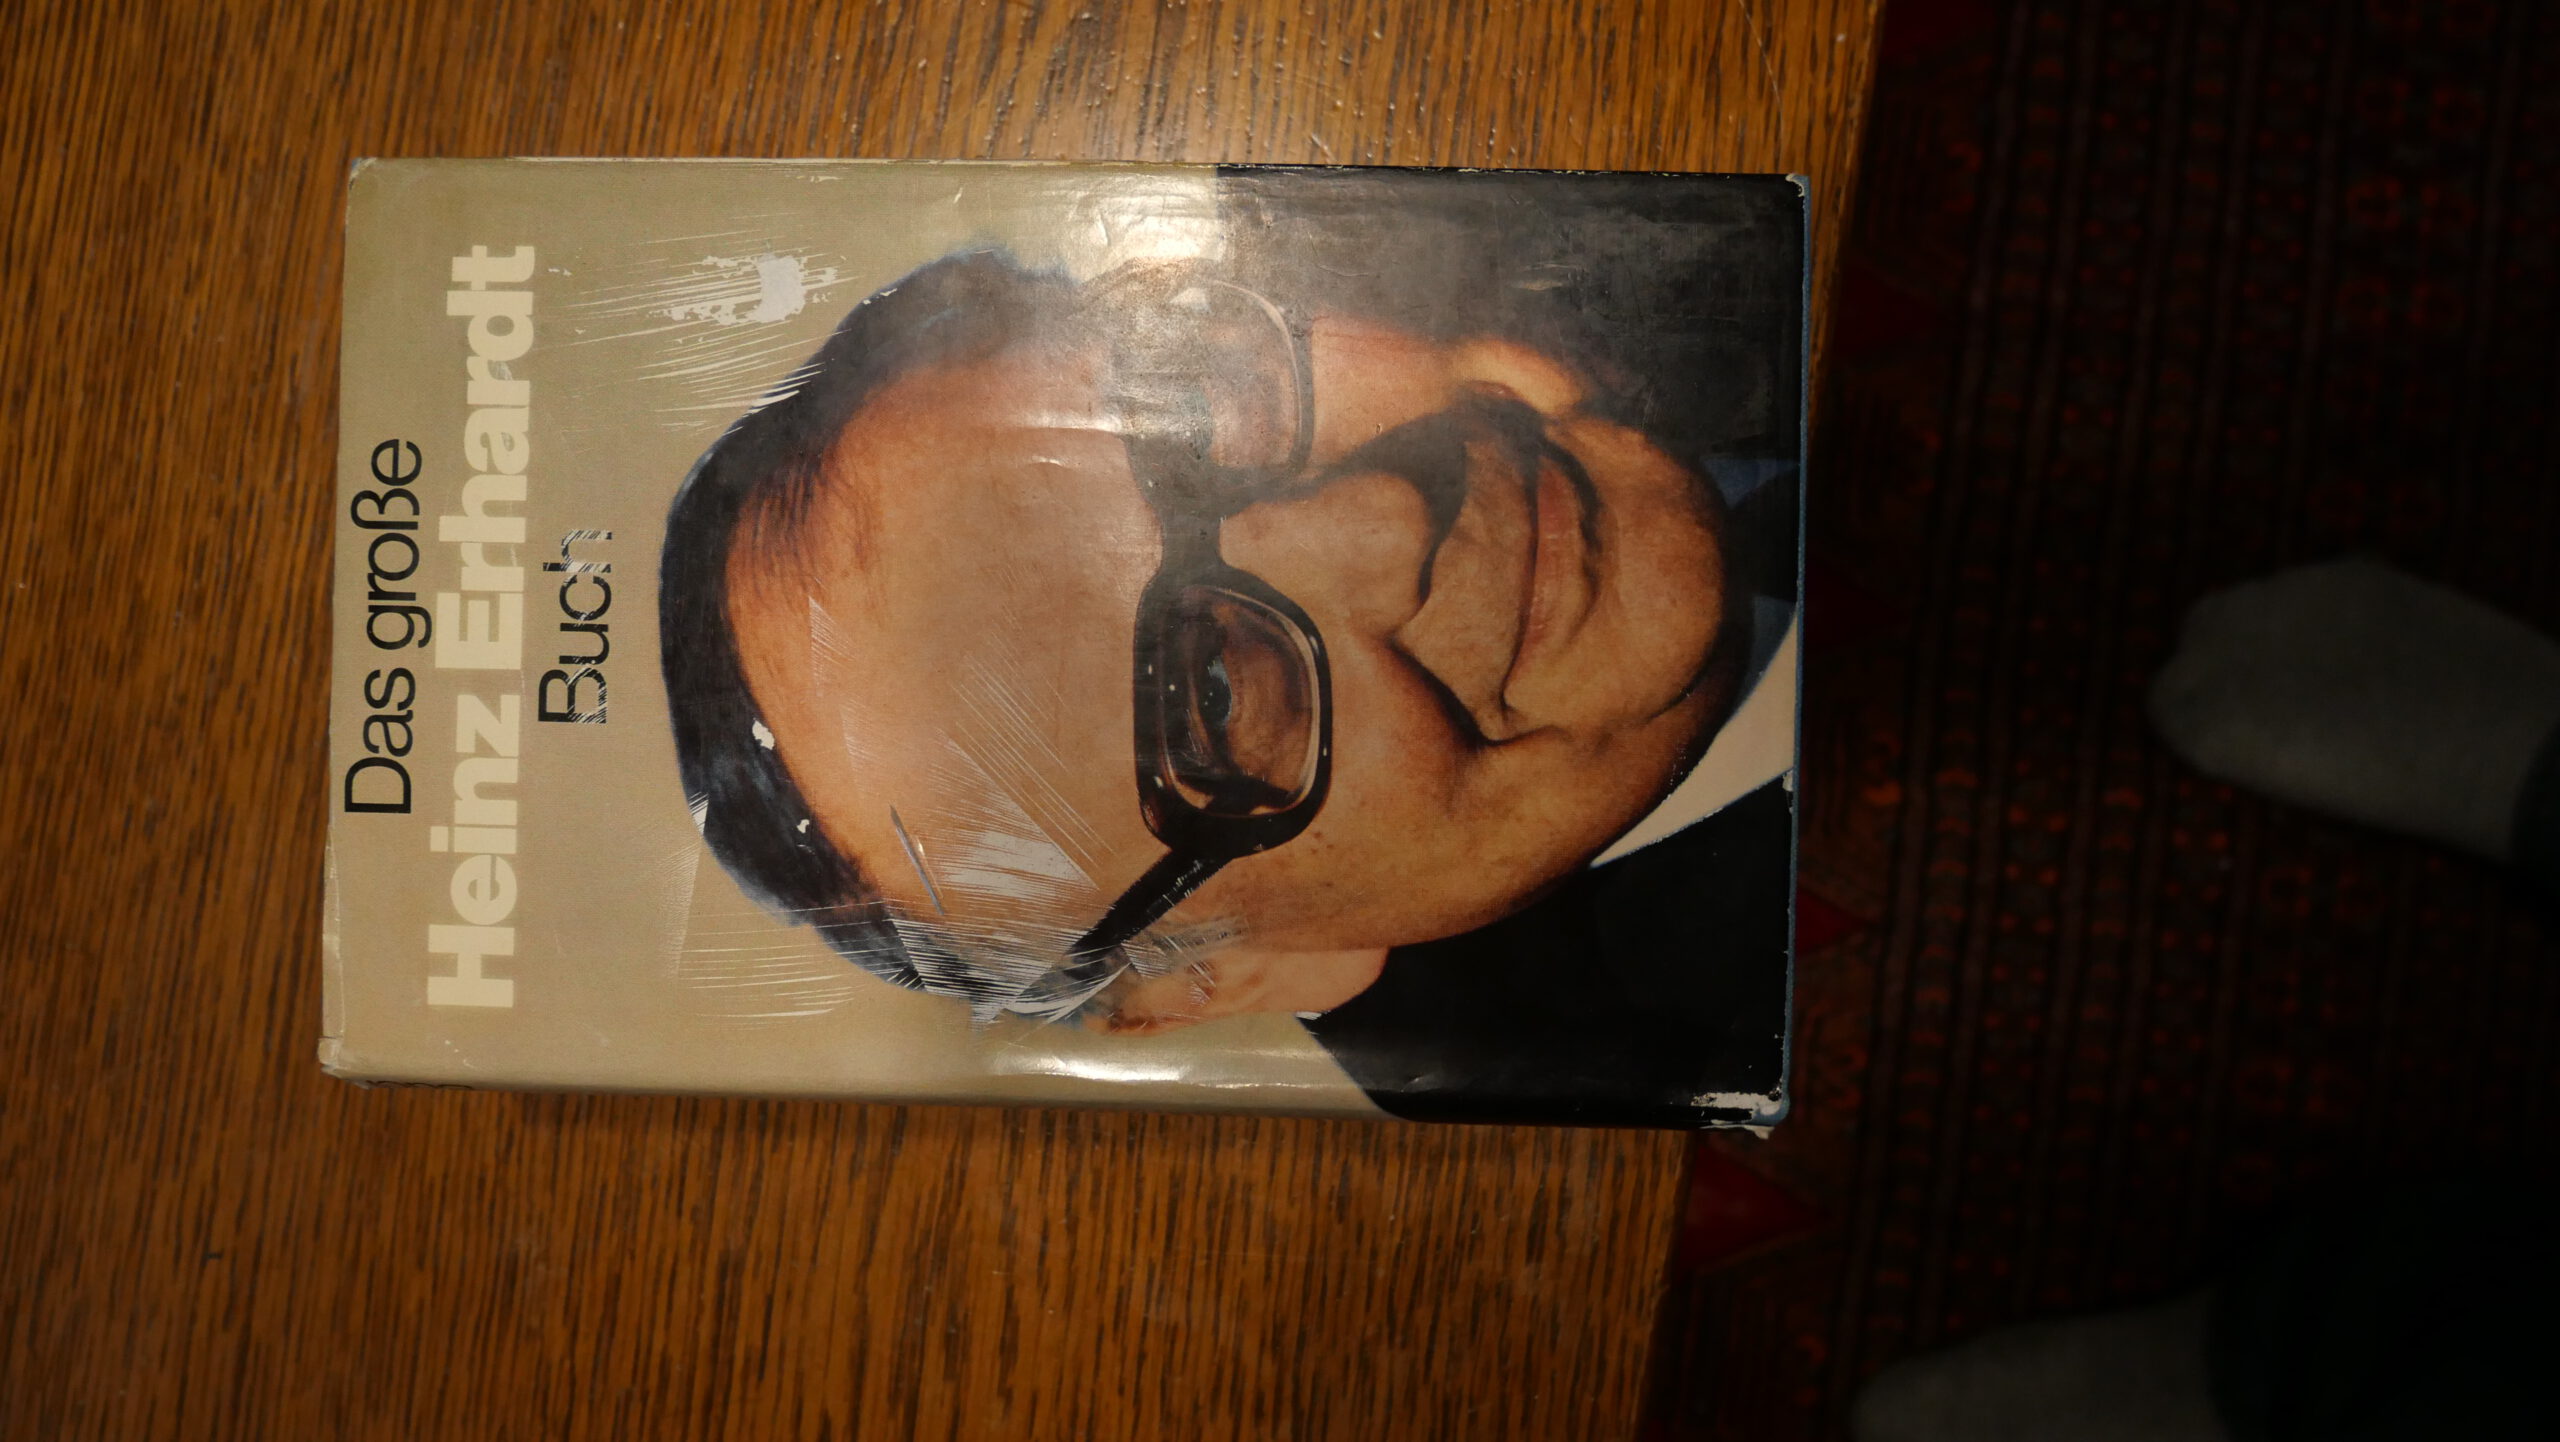 Das große
Heinz Erhardt
Buch